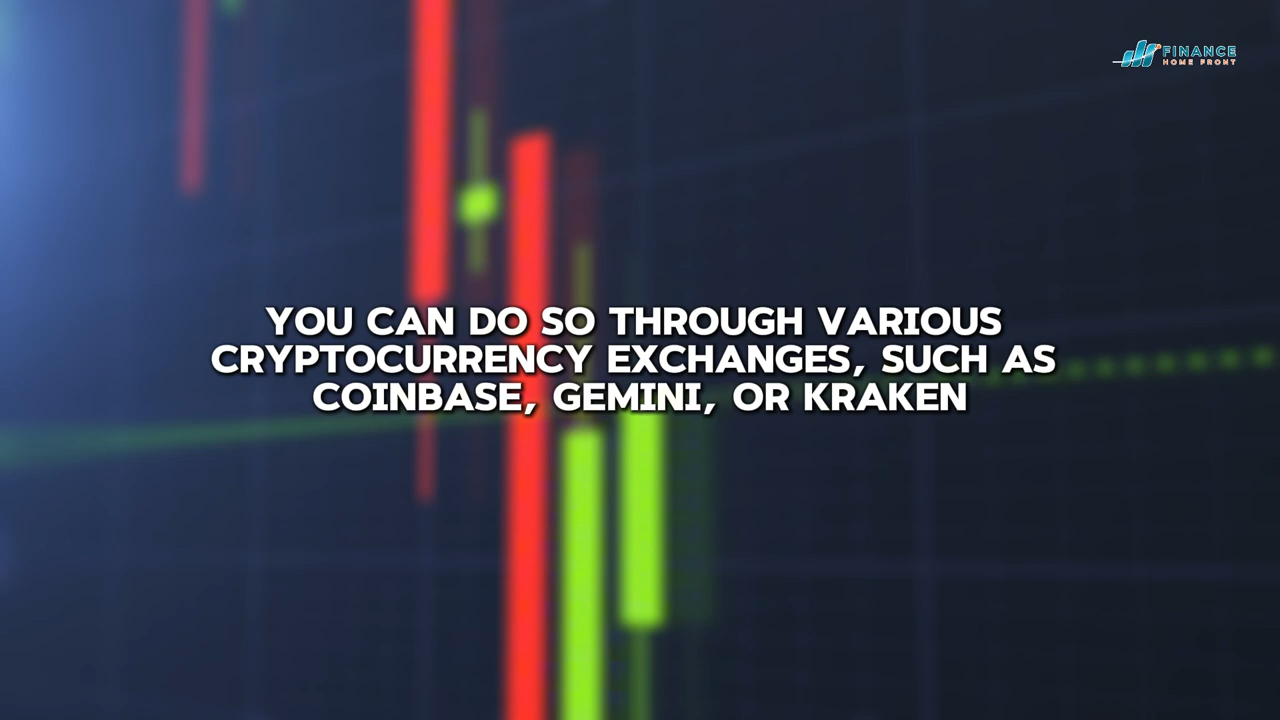 FINANCE
HOME FRONT
YOU CAN DO SO THROUGH VARIOUS
CRYPTOCURRENCY EXCHANGES, SUCH AS
COINBASE, GEMINI, OR KRAKEN